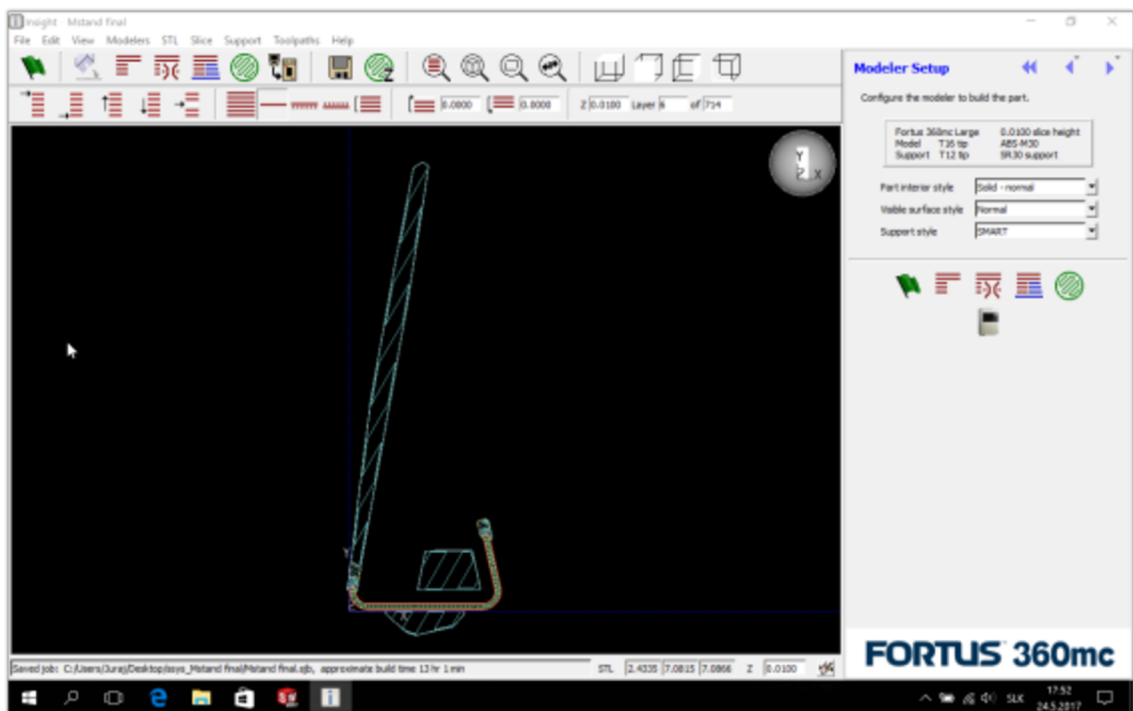 Insight - Mstand final
File Edit View Modelers STL Slice Support Toolpaths Help
Z
0.0000 0.0000 Z 0.0100 Layer 6 of 714
Modeler Setup
Configure the modeler to build the part.
Fortus 360mc Large 0.0100 slice height
Model T16 tip ABS-M30
Support T12 tip SR30 support
Part interior style Solid - normal
Visible surface style Normal
Support style SMART
Y
Z X
Y
X
FORTUS 360mc
Saved job: C:/Users/Juraj/Desktop/ssys_Mstand final/Mstand final.sjb, approximate build time 13 hr 1 min STL 2.4335 7.0815 7.0866 Z 0.0100
SLK 17:52
24.5.2017